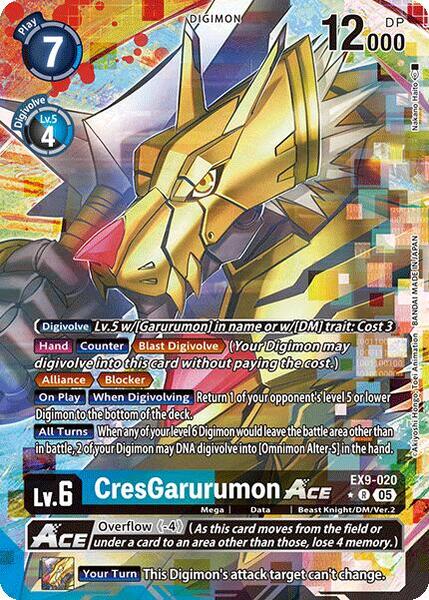 DIGIMON
Play
7
DP
12000
Digivolve
Lv.5
4
Nakano Haito
©Akiyoshi Hongo, Toei Animation BANDAI MADE IN JAPAN
Digivolve Lv.5 w/[Garurumon] in name or w/[DM] trait: Cost 3
Hand Counter Blast Digivolve (Your Digimon may
digivolve into this card without paying the cost.)
Alliance Blocker
On Play When Digivolving Return 1 of your opponent's level 5 or lower
Digimon to the bottom of the deck.
All Turns When any of your level 6 Digimon would leave the battle area other than
in battle, 2 of your Digimon may DNA digivolve into [Omnimon Alter-S] in the hand.
Lv.6 CresGarurumon ACE
EX9-020
R 05
Mega Data Beast Knight/DM/Ver.2
ACE Overflow 《-4》 (As this card moves from the field or
under a card to an area other than those, lose 4 memory.)
Your Turn This Digimon's attack target can't change.